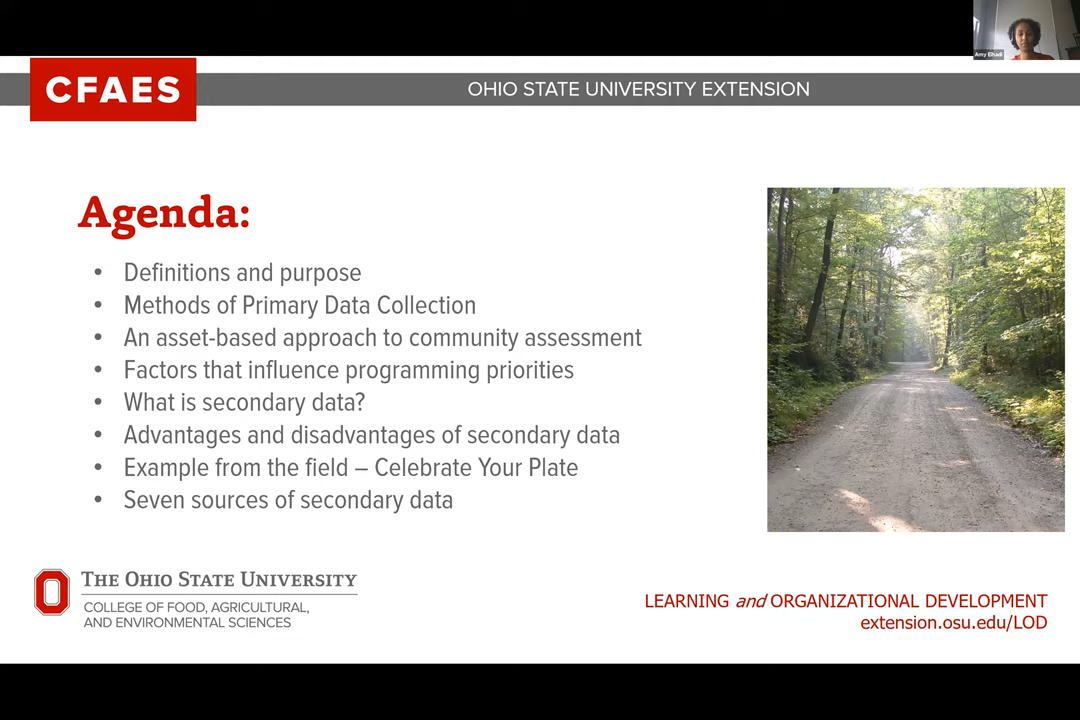 Amy Elhadi
CFAES
OHIO STATE UNIVERSITY EXTENSION
Agenda:
• Definitions and purpose
• Methods of Primary Data Collection
• An asset-based approach to community assessment
• Factors that influence programming priorities
• What is secondary data?
• Advantages and disadvantages of secondary data
• Example from the field – Celebrate Your Plate
• Seven sources of secondary data
THE OHIO STATE UNIVERSITY
COLLEGE OF FOOD, AGRICULTURAL,
AND ENVIRONMENTAL SCIENCES
LEARNING and ORGANIZATIONAL DEVELOPMENT
extension.osu.edu/LOD